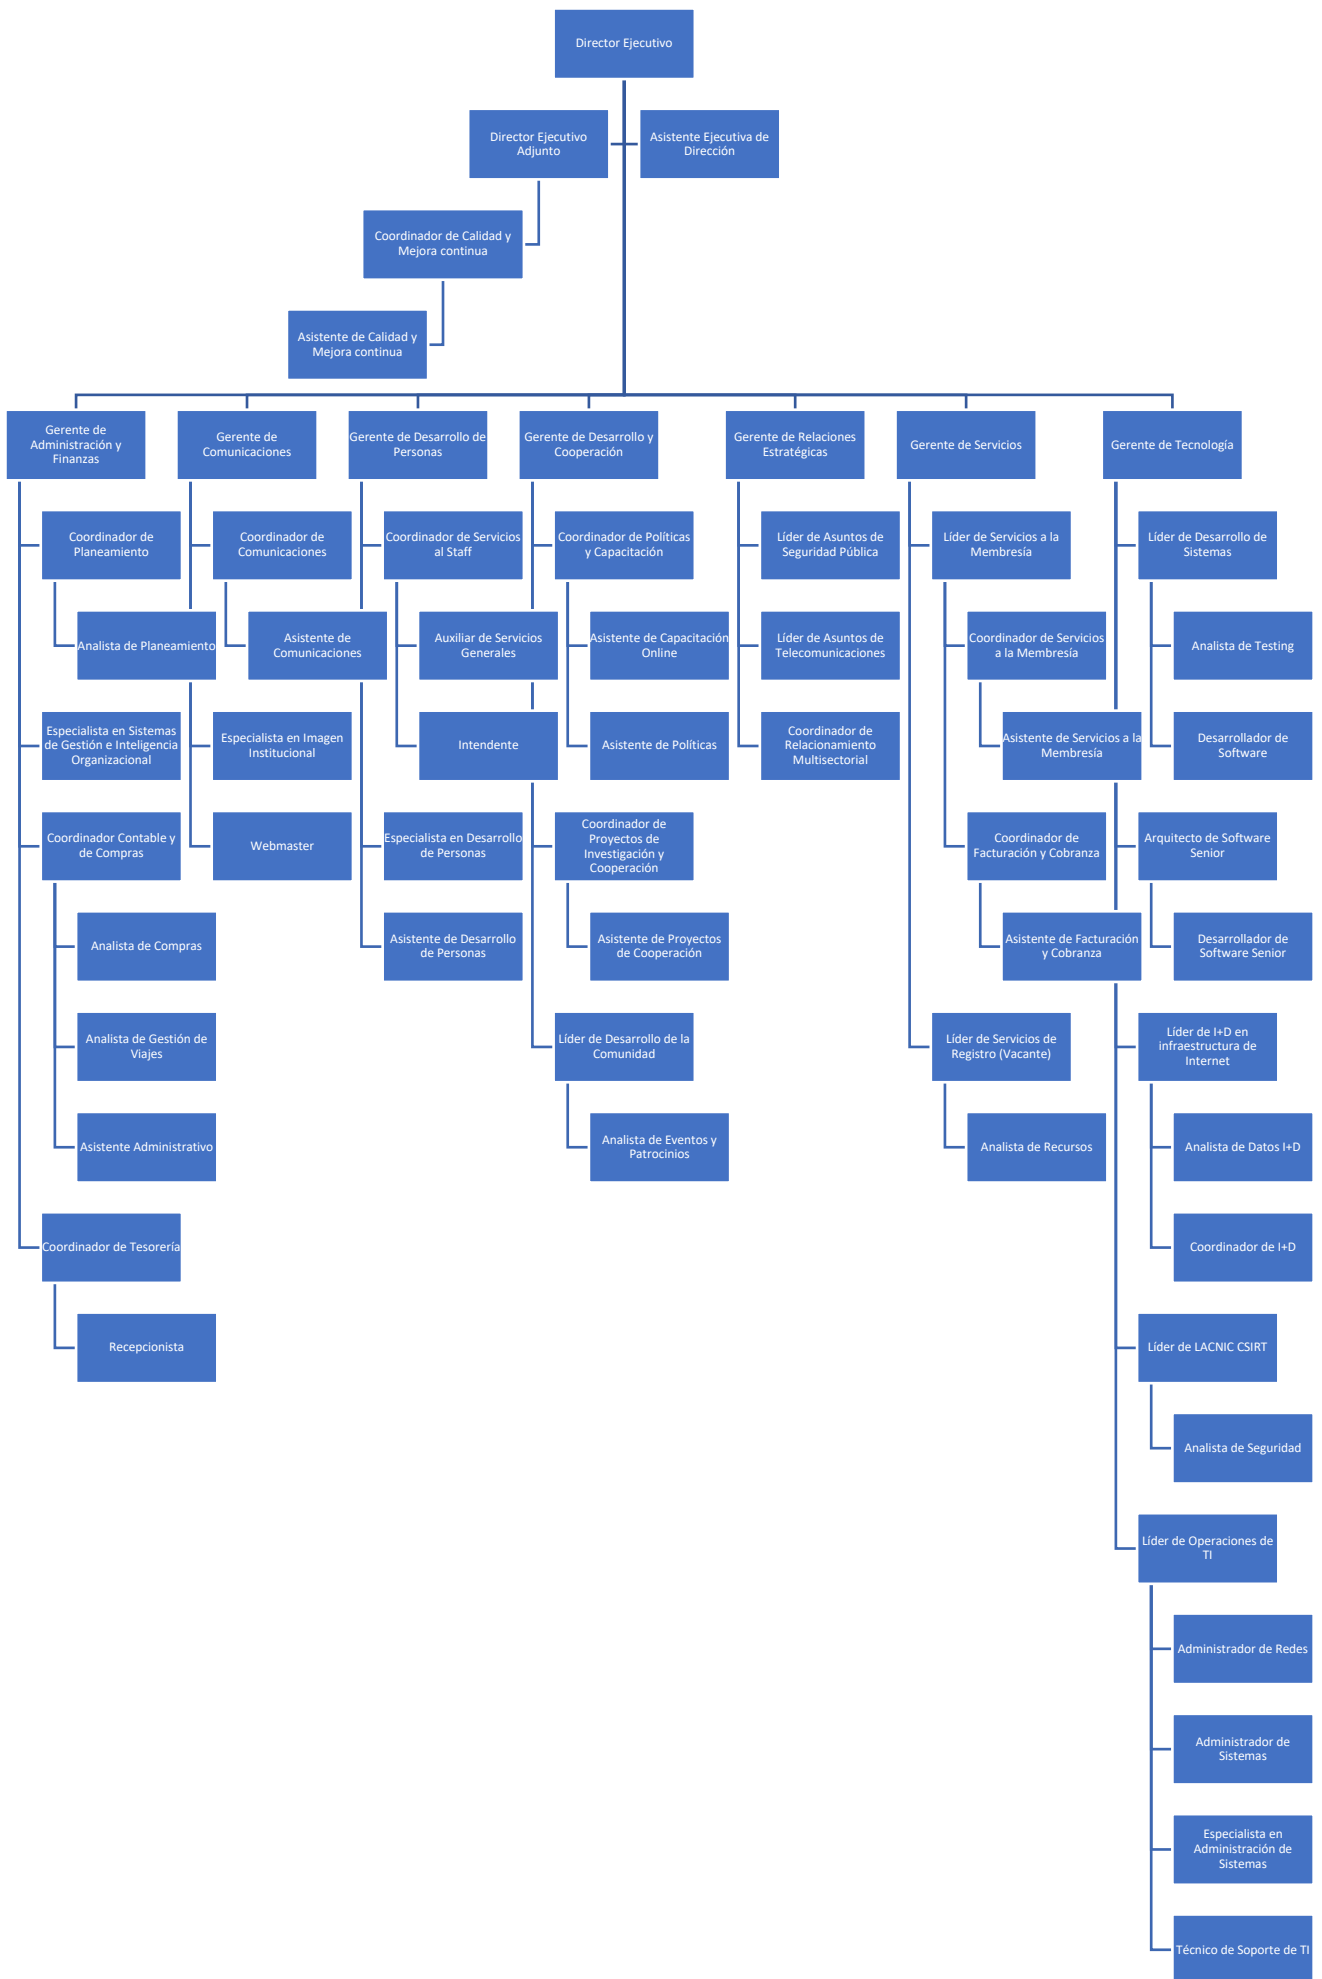 Director Ejecutivo
Director Ejecutivo
Adjunto
Asistente Ejecutiva de
Dirección
Coordinador de Calidad y
Mejora continua
Asistente de Calidad y
Mejora continua
Gerente de
Administración y
Finanzas
Coordinador de
Planeamiento
Analista de Planeamiento
Especialista en Sistemas
de Gestión e Inteligencia
Organizacional
Coordinador Contable y
de Compras
Analista de Compras
Analista de Gestión de
Viajes
Asistente Administrativo
Coordinador de Tesorería
Recepcionista
Gerente de
Comunicaciones
Coordinador de
Comunicaciones
Asistente de
Comunicaciones
Especialista en Imagen
Institucional
Webmaster
Gerente de Desarrollo de
Personas
Coordinador de Servicios
al Staff
Auxiliar de Servicios
Generales
Intendente
Especialista en Desarrollo
de Personas
Asistente de Desarrollo
de Personas
Gerente de Desarrollo y
Cooperación
Coordinador de Políticas
y Capacitación
Asistente de Capacitación
Online
Asistente de Políticas
Coordinador de
Proyectos de
Investigación y
Cooperación
Asistente de Proyectos
de Cooperación
Líder de Desarrollo de la
Comunidad
Analista de Eventos y
Patrocinios
Gerente de Relaciones
Estratégicas
Líder de Asuntos de
Seguridad Pública
Líder de Asuntos de
Telecomunicaciones
Coordinador de
Relacionamiento
Multisectorial
Gerente de Servicios
Líder de Servicios a la
Membresía
Coordinador de Servicios
a la Membresía
Asistente de Servicios a la
Membresía
Coordinador de
Facturación y Cobranza
Asistente de Facturación
y Cobranza
Líder de Servicios de
Registro (Vacante)
Analista de Recursos
Gerente de Tecnología
Líder de Desarrollo de
Sistemas
Analista de Testing
Desarrollador de
Software
Arquitecto de Software
Senior
Desarrollador de
Software Senior
Líder de I+D en
infraestructura de
Internet
Analista de Datos I+D
Coordinador de I+D
Líder de LACNIC CSIRT
Analista de Seguridad
Líder de Operaciones de
TI
Administrador de Redes
Administrador de
Sistemas
Especialista en
Administración de
Sistemas
Técnico de Soporte de TI